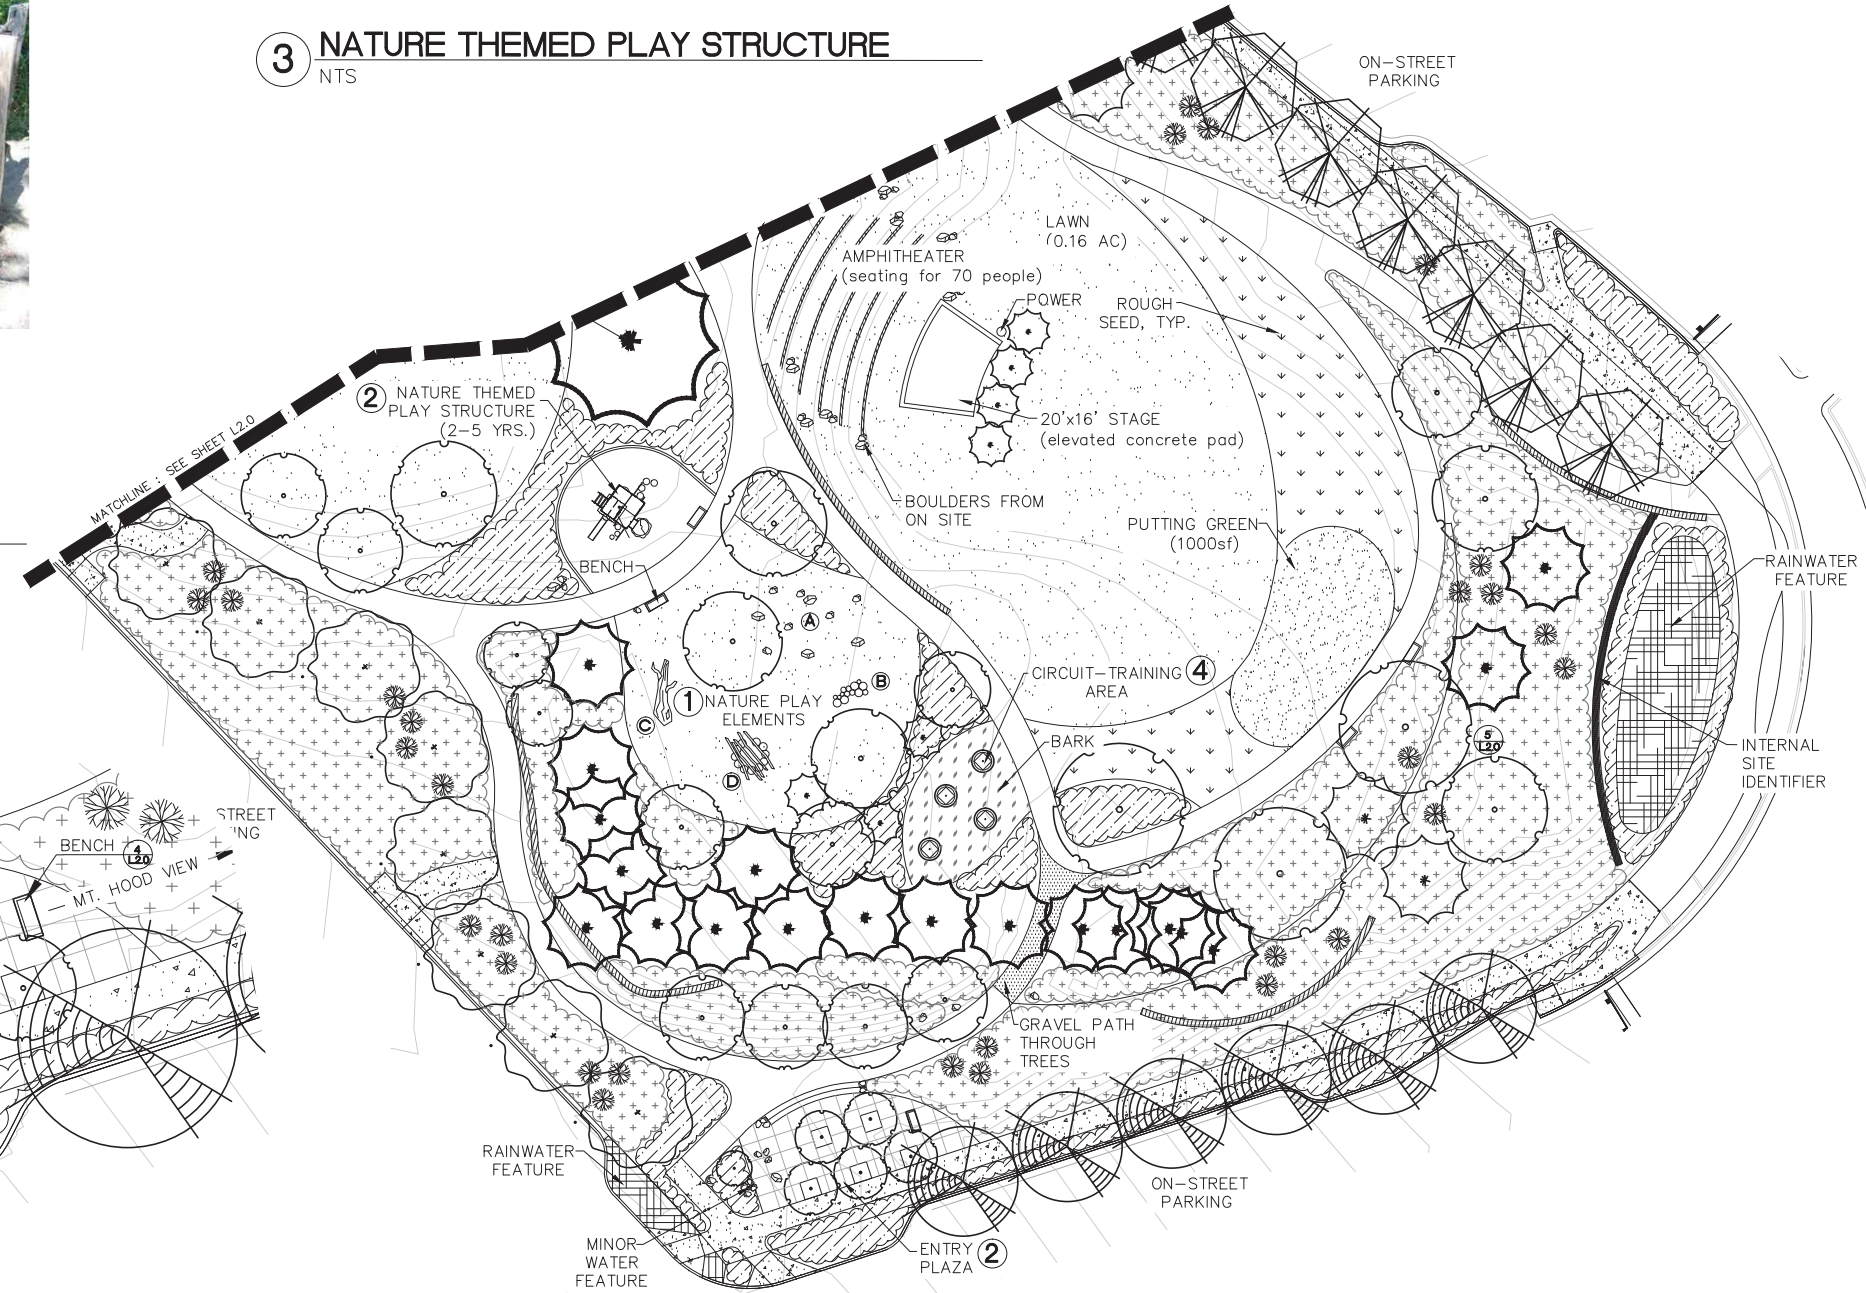 3 NATURE THEMED PLAY STRUCTURE
NTS
ON-STREET
PARKING
LAWN
(0.16 AC)
AMPHITHEATER
(seating for 70 people)
POWER
ROUGH
SEED, TYP.
2 NATURE THEMED
PLAY STRUCTURE
(2-5 YRS.)
20'x16' STAGE
(elevated concrete pad)
MATCHLINE : SEE SHEET L2.0
BOULDERS FROM
ON SITE
PUTTING GREEN
(1000sf)
BENCH
RAINWATER
FEATURE
A
CIRCUIT-TRAINING 4
AREA
B
1 NATURE PLAY
ELEMENTS
C
BARK
5
L2.0
INTERNAL
SITE
IDENTIFIER
D
STREET
ING
BENCH 4
L2.0
MT. HOOD VIEW
GRAVEL PATH
THROUGH
TREES
RAINWATER
FEATURE
ON-STREET
PARKING
MINOR
WATER
FEATURE
ENTRY 2
PLAZA